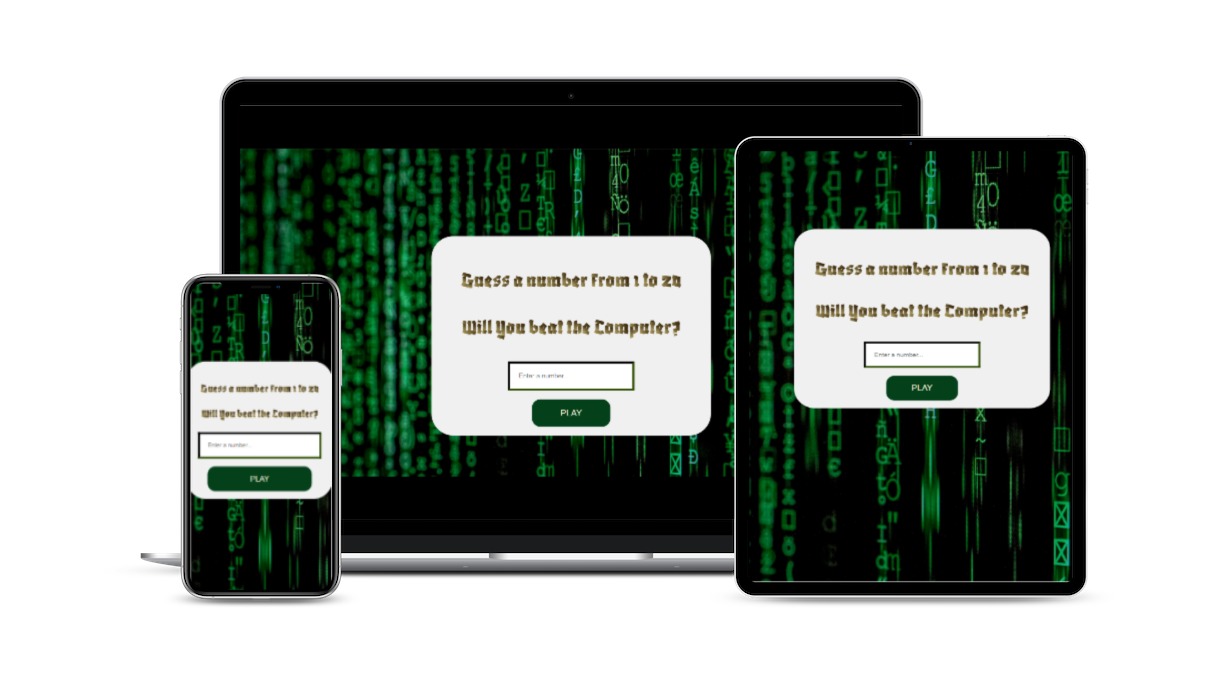 Guess a number from 1 to 20
Will You beat the Computer?
Enter a number...
PLAY
Guess a number from 1 to 20
Will You beat the Computer?
Enter a number...
PLAY
Guess a number from 1 to 20
Will You beat the Computer?
Enter a number...
PLAY